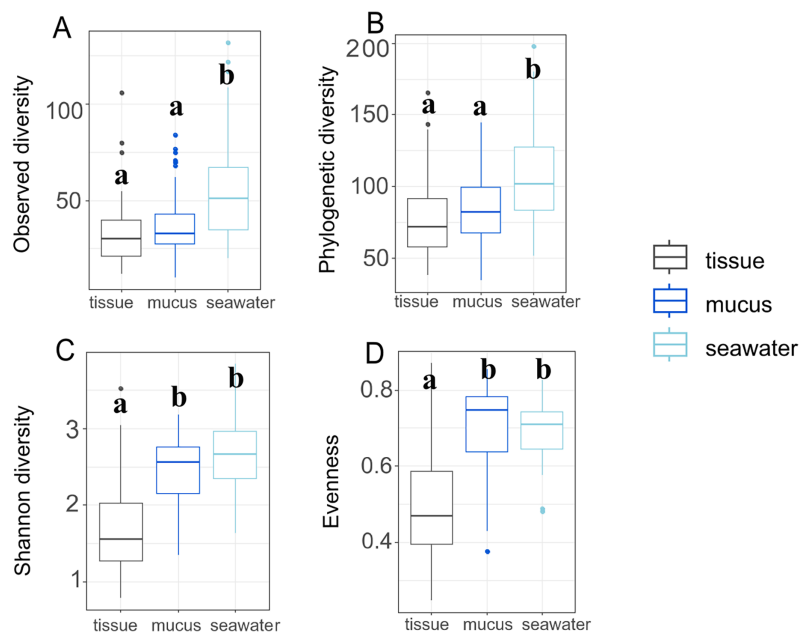 A
Observed diversity
100
50
a
a
b
tissue mucus seawater
B
Phylogenetic diversity
200
150
100
50
a
a
b
tissue mucus seawater
tissue
mucus
seawater
C
Shannon diversity
3
2
1
a
b
b
tissue mucus seawater
D
Evenness
0.8
0.6
0.4
a
b
b
tissue mucus seawater